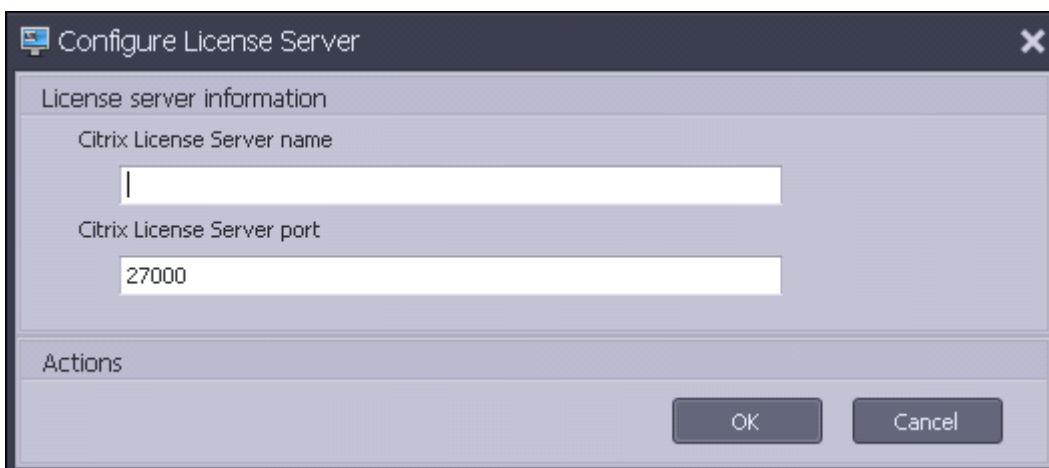 Configure License Server
License server information
Citrix License Server name
Citrix License Server port
27000
Actions
OK
Cancel